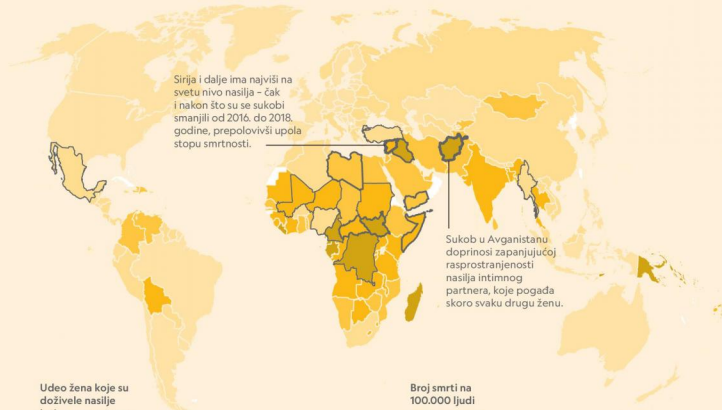 Sirija i dalje ima najviši na
svetu nivo nasilja – čak
i nakon što su se sukobi
smanjili od 2016. do 2018.
godine, prepolovivši upola
stopu smrtnosti.
Sukob u Avganistanu
doprinosi zapanjujućoj
rasprostranjenosti
nasilja intimnog
partnera, koje pogađa
skoro svaku drugu ženu.
Udeo žena koje su
doživele nasilje
Broj smrti na
100.000 ljudi